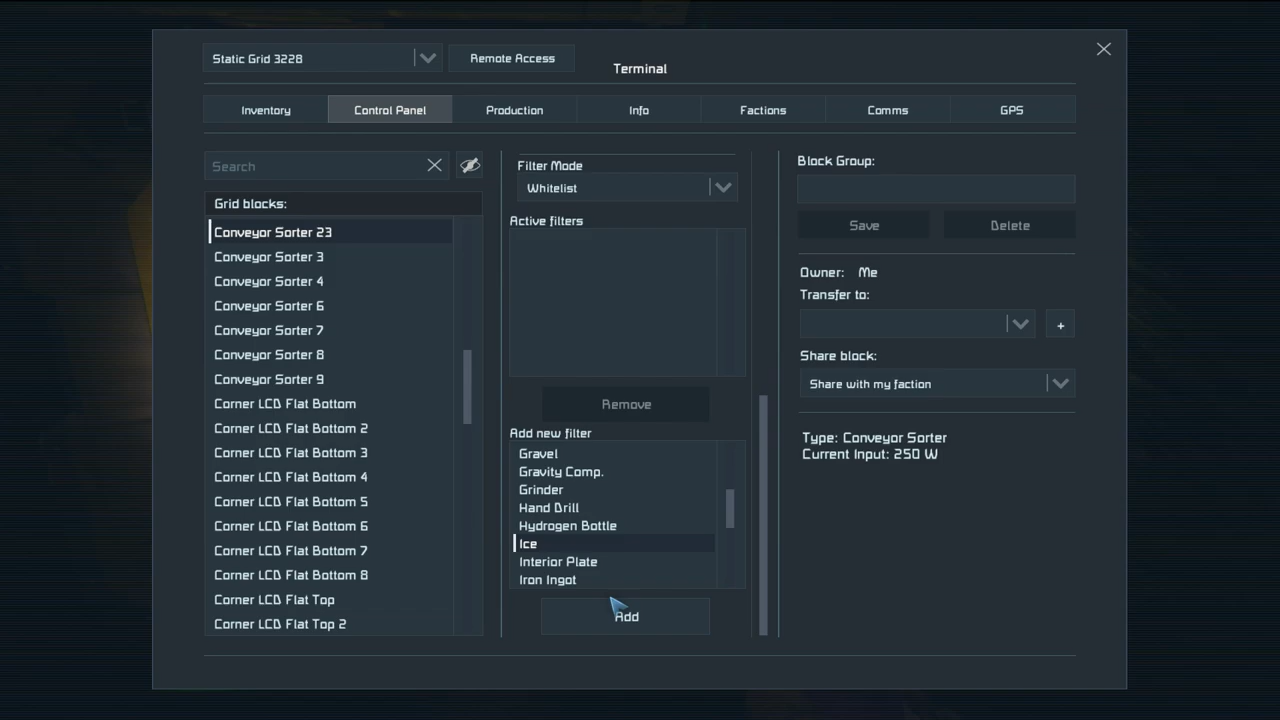 Static Grid 3228
Remote Access
Terminal
Inventory
Control Panel
Production
Info
Factions
Comms
GPS
Search
Grid blocks:
Conveyor Sorter 23
Conveyor Sorter 3
Conveyor Sorter 4
Conveyor Sorter 6
Conveyor Sorter 7
Conveyor Sorter 8
Conveyor Sorter 9
Corner LCD Flat Bottom
Corner LCD Flat Bottom 2
Corner LCD Flat Bottom 3
Corner LCD Flat Bottom 4
Corner LCD Flat Bottom 5
Corner LCD Flat Bottom 6
Corner LCD Flat Bottom 7
Corner LCD Flat Bottom 8
Corner LCD Flat Top
Corner LCD Flat Top 2
Filter Mode
Whitelist
Active filters
Remove
Add new filter
Gravel
Gravity Comp.
Grinder
Hand Drill
Hydrogen Bottle
Ice
Interior Plate
Iron Ingot
Add
Block Group:
Save
Delete
Owner: Me
Transfer to:
+
Share block:
Share with my faction
Type: Conveyor Sorter
Current Input: 250 W